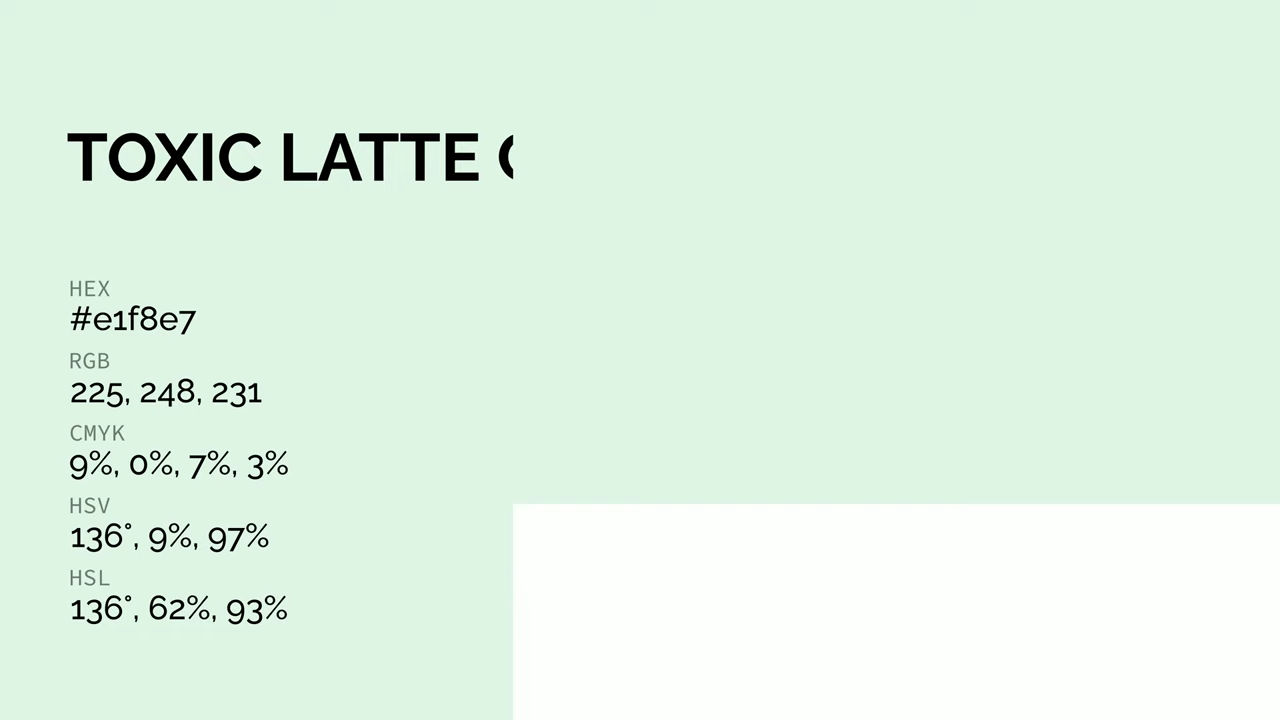 TOXIC LATTE
HEX
#e1f8e7
RGB
225, 248, 231
CMYK
9%, 0%, 7%, 3%
HSV
136°, 9%, 97%
HSL
136°, 62%, 93%